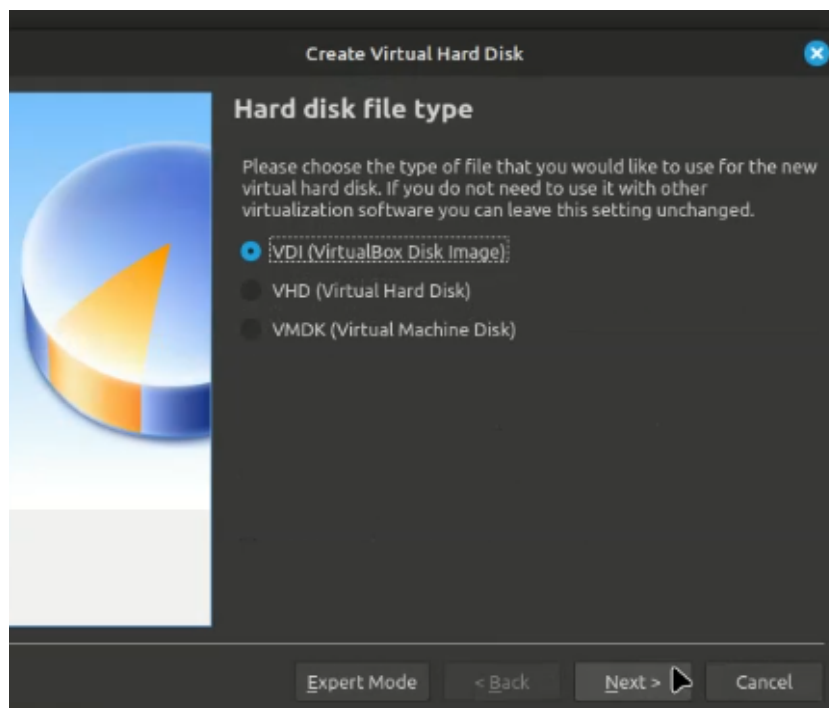 Create Virtual Hard Disk
Hard disk file type
Please choose the type of file that you would like to use for the new
virtual hard disk. If you do not need to use it with other
virtualization software you can leave this setting unchanged.
VDI (VirtualBox Disk Image)
VHD (Virtual Hard Disk)
VMDK (Virtual Machine Disk)
Expert Mode < Back Next > Cancel